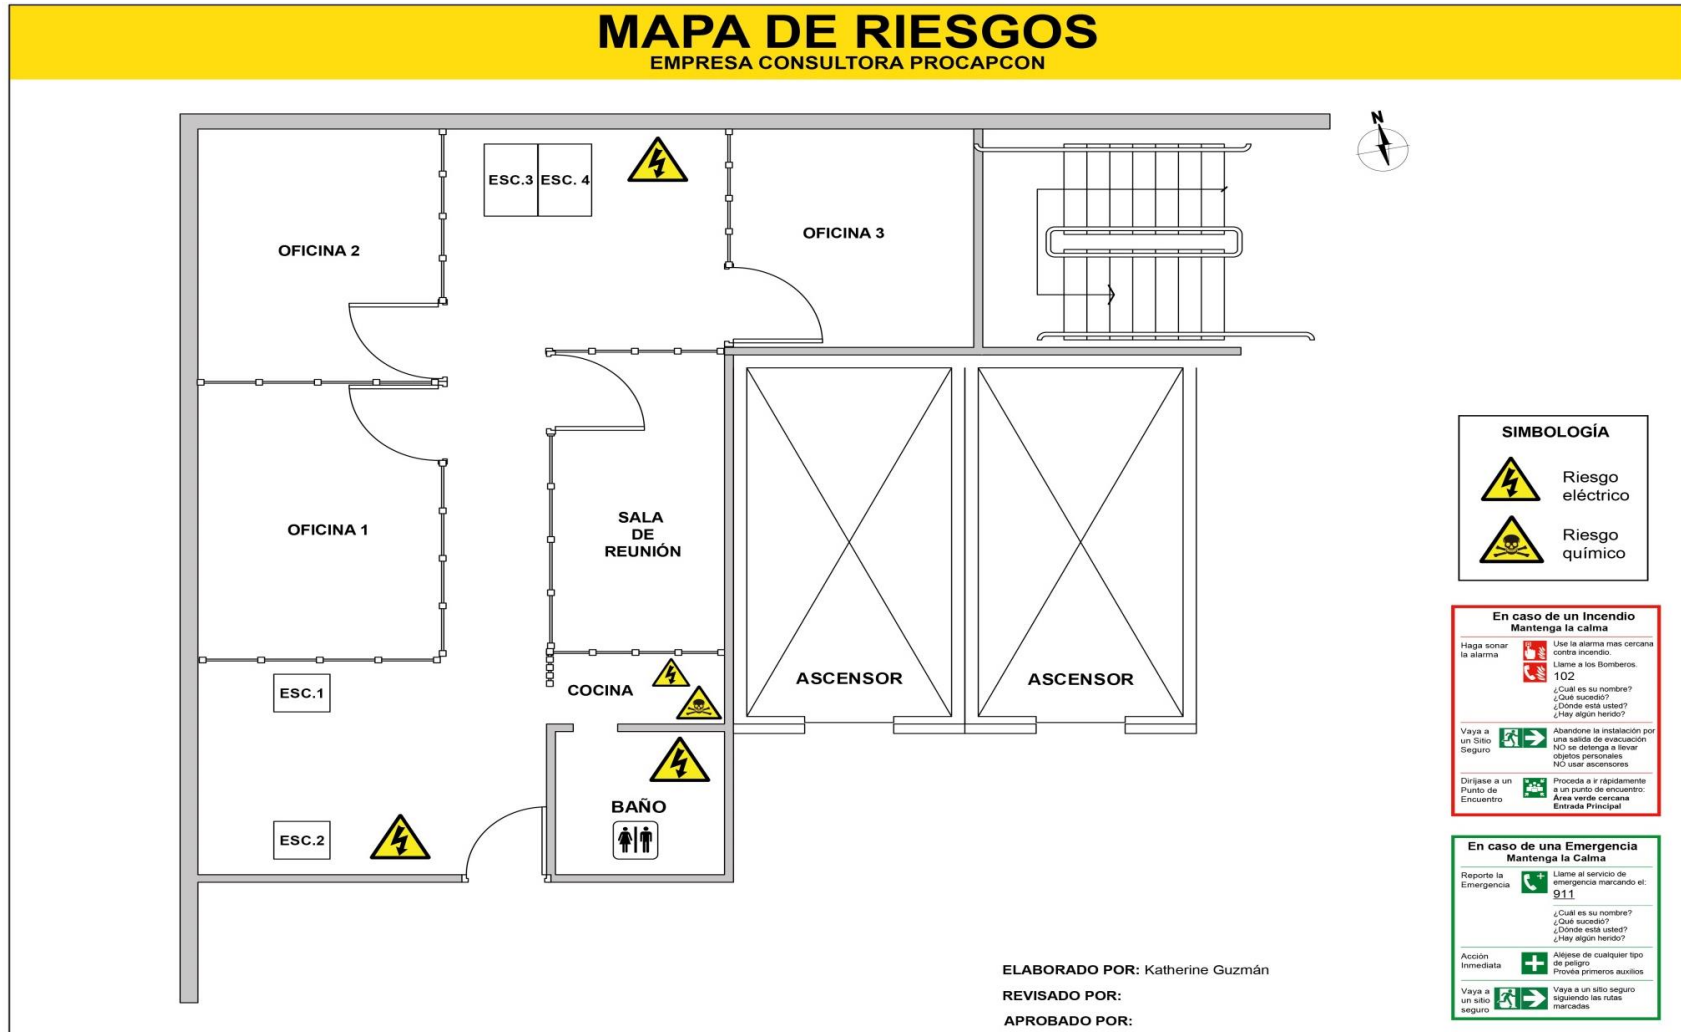 MAPA DE RIESGOS
EMPRESA CONSULTORA PROCAPCON
N
ESC.3
ESC. 4
OFICINA 2
OFICINA 3
OFICINA 1
SALA
DE
REUNIÓN
ESC.1
COCINA
ASCENSOR
ASCENSOR
BAÑO
ESC.2
SIMBOLOGÍA
Riesgo
eléctrico
Riesgo
químico
En caso de un Incendio
Mantenga la calma
Haga sonar
la alarma
Use la alarma mas cercana
contra incendio.
Llame a los Bomberos.
102
¿Cuál es su nombre?
¿Qué sucedió?
¿Dónde está usted?
¿Hay algún herido?
Vaya a
un Sitio
Seguro
Abandone la instalación por
una salida de evacuación
NO se detenga a llevar
objetos personales
NO usar ascensores
Diríjase a un
Punto de
Encuentro
Proceda a ir rápidamente
a un punto de encuentro:
Área verde cercana
Entrada Principal
En caso de una Emergencia
Mantenga la Calma
Reporte la
Emergencia
Llame al servicio de
emergencia marcando el:
911
¿Cuál es su nombre?
¿Qué sucedió?
¿Dónde está usted?
¿Hay algún herido?
Acción
Inmediata
Aléjese de cualquier tipo
de peligro
Provéa primeros auxilios
Vaya a
un sitio
seguro
Vaya a un sitio seguro
siguiendo las rutas
marcadas
ELABORADO POR: Katherine Guzmán
REVISADO POR:
APROBADO POR: